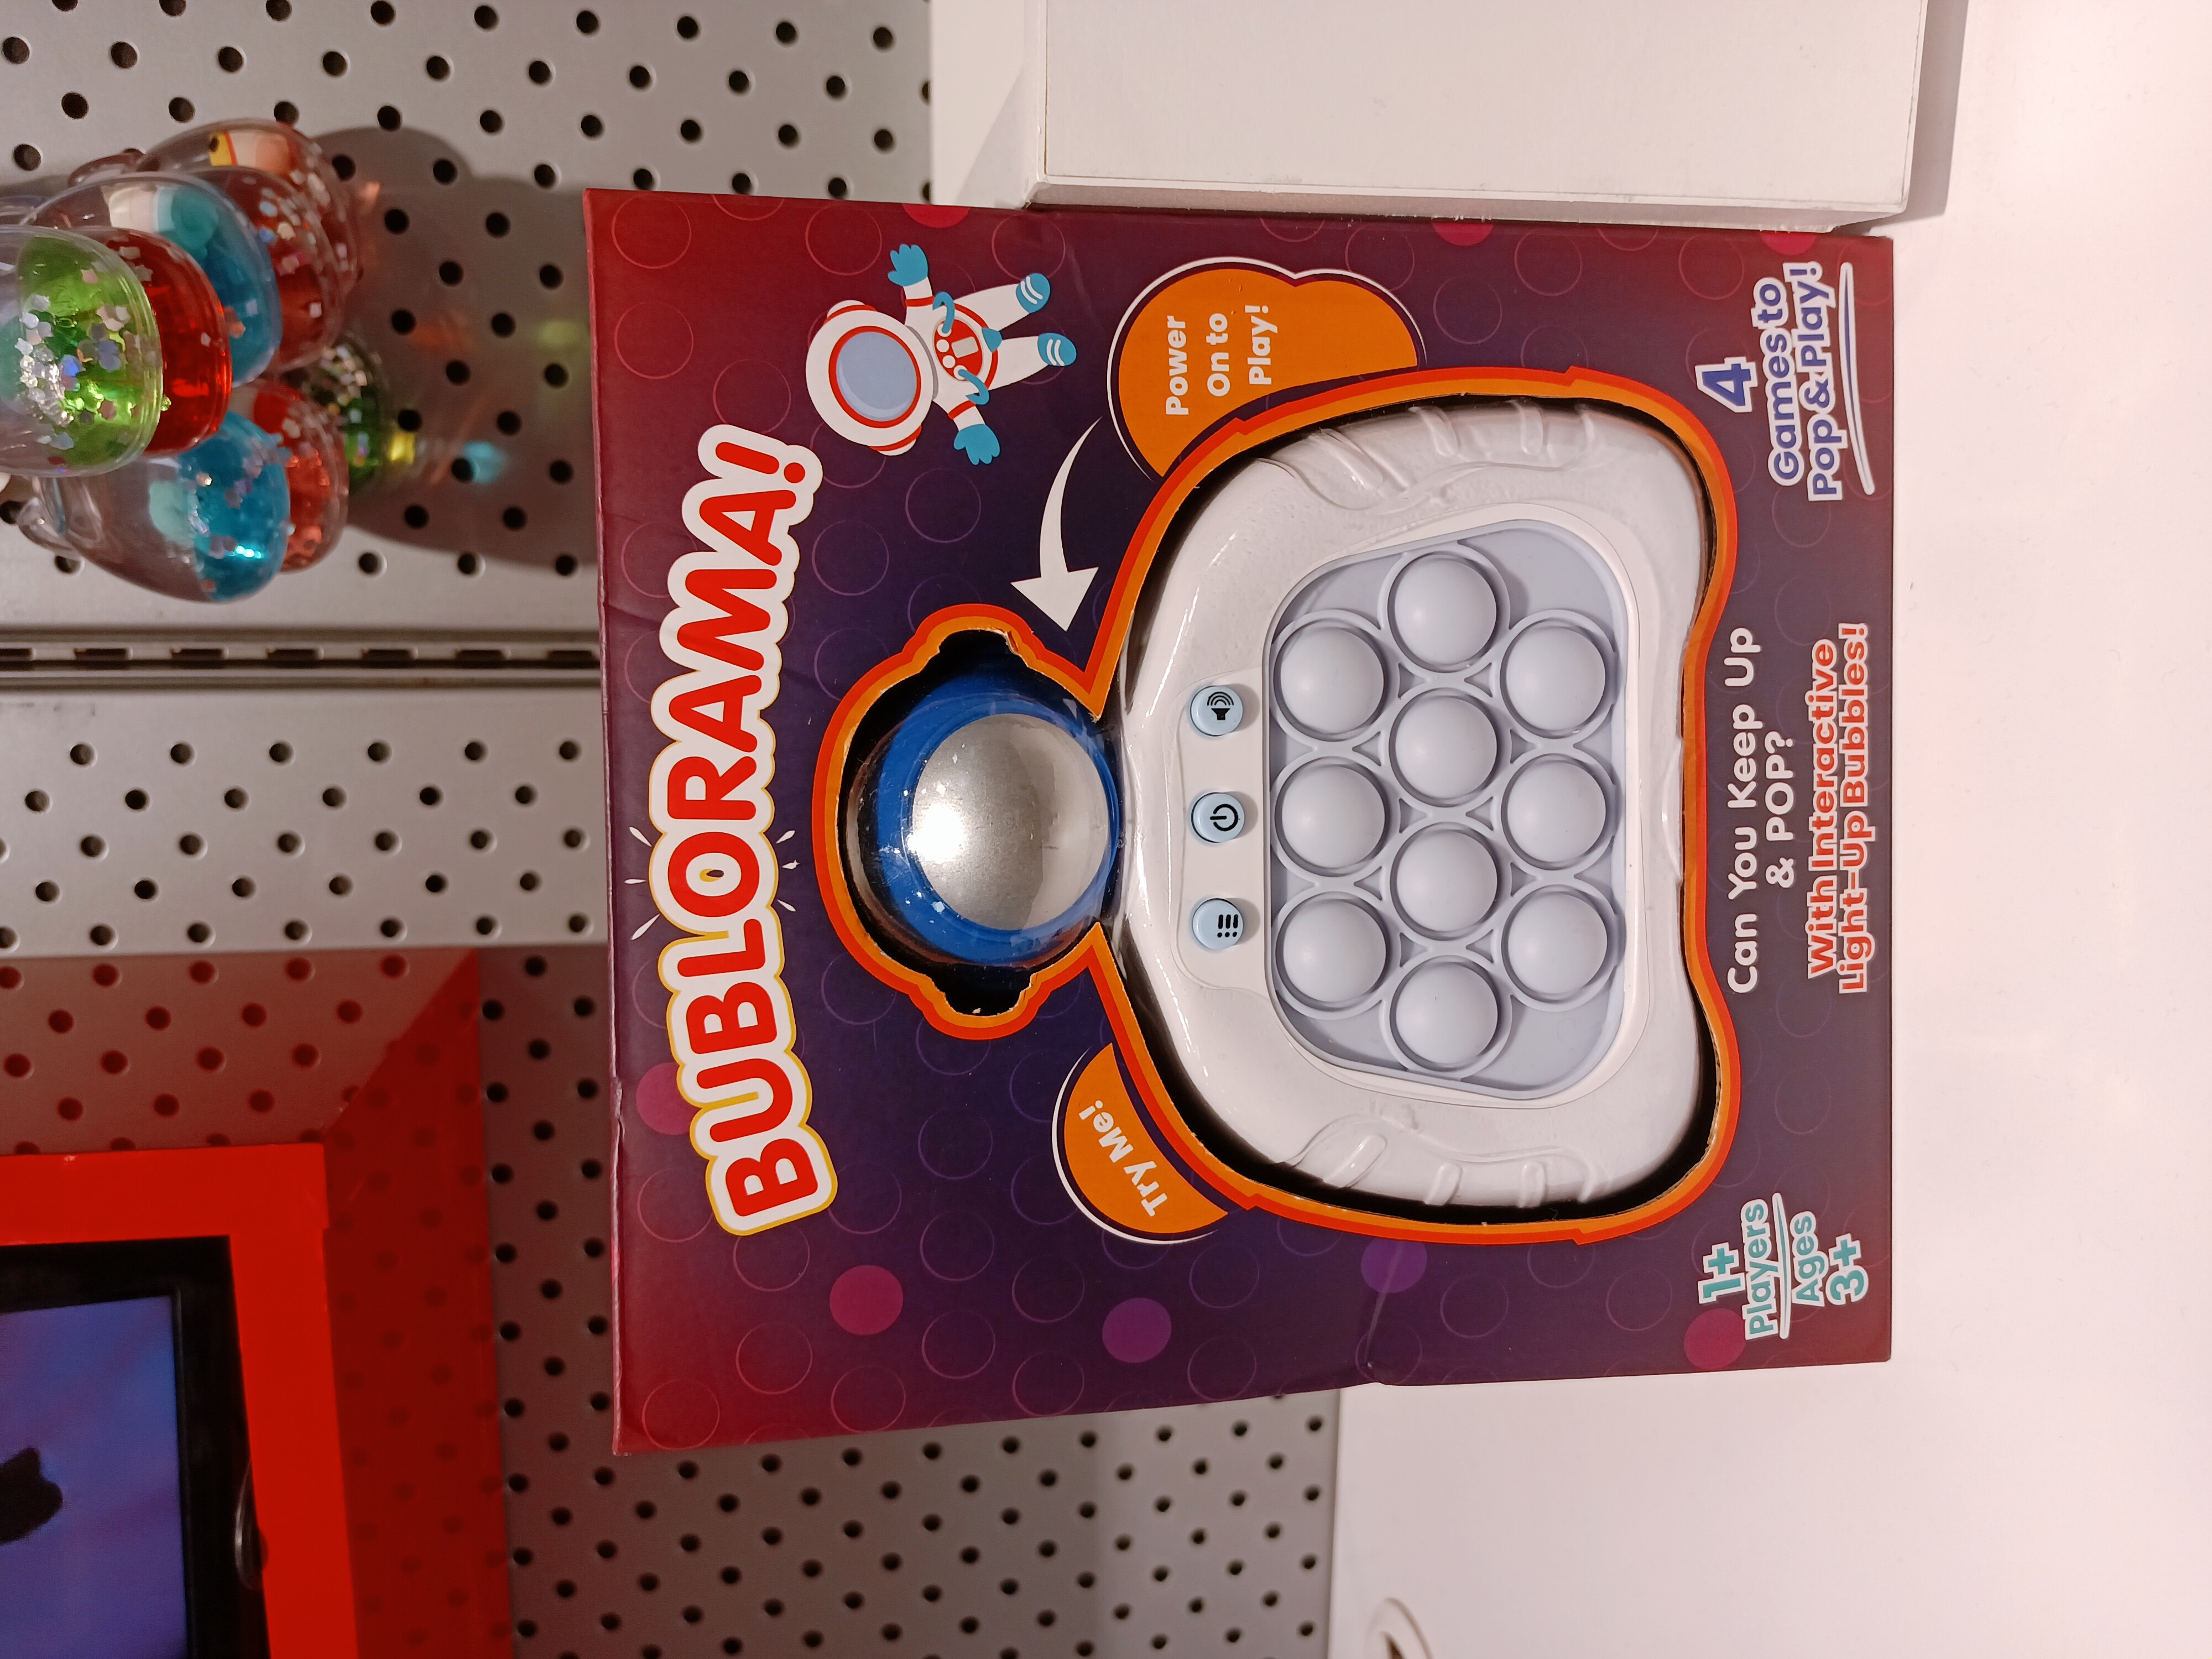 BUBLORAMA!
Try Me!
Power
On to
Play!
1+
Players
Ages
3+
Can You Keep Up
& POP?
With Interactive
Light-Up Bubbles!
4
Games to
Pop & Play!